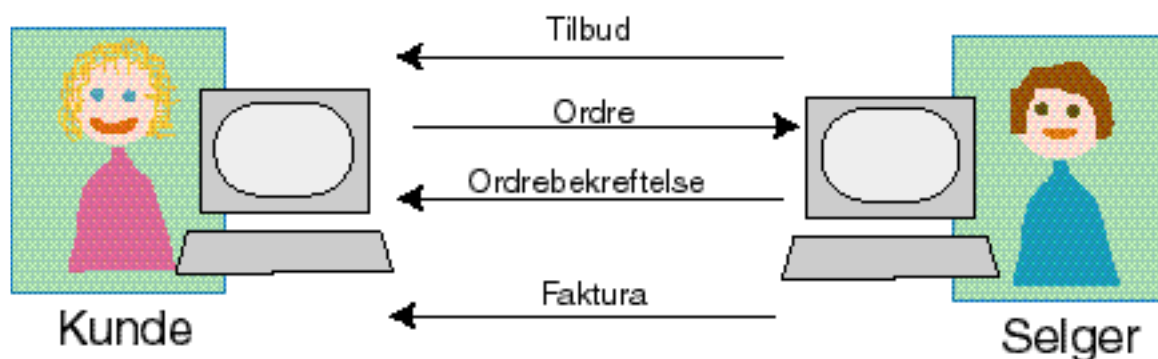 Tilbud
Ordre
Ordrebekreftelse
Faktura
Kunde
Selger